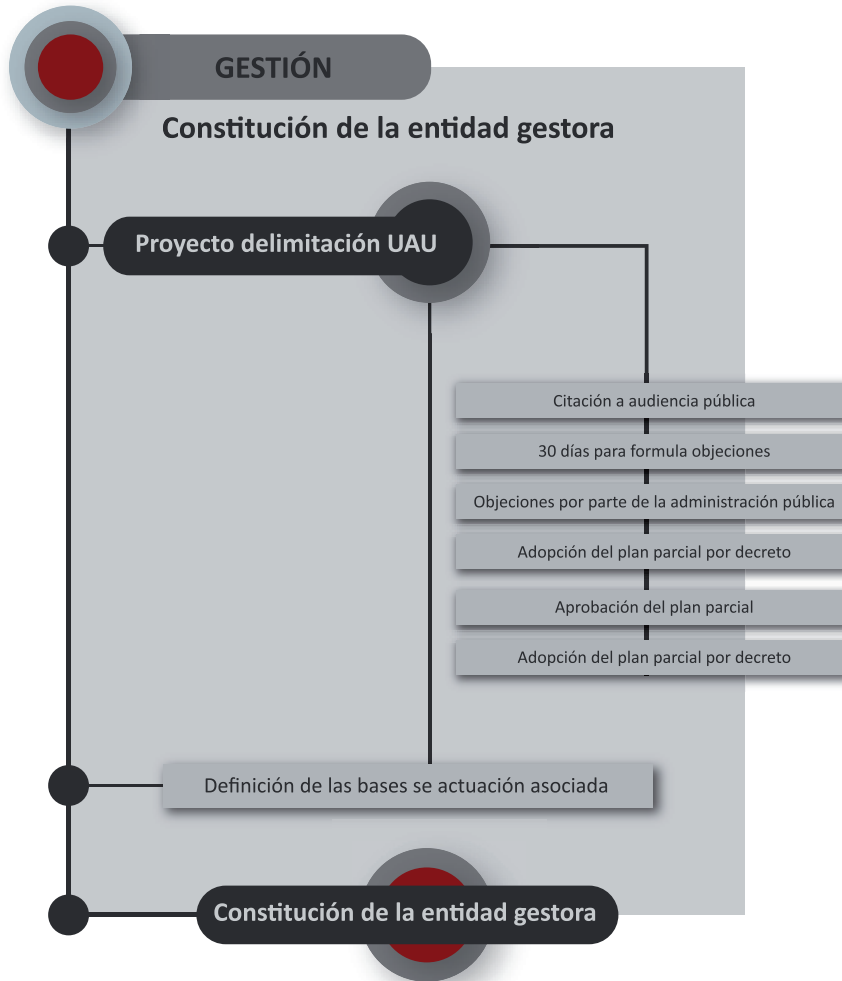 GESTIÓN
Constitución de la entidad gestora
Proyecto delimitación UAU
Citación a audiencia pública
30 días para formula objeciones
Objeciones por parte de la administración pública
Adopción del plan parcial por decreto
Aprobación del plan parcial
Adopción del plan parcial por decreto
Definición de las bases se actuación asociada
Constitución de la entidad gestora